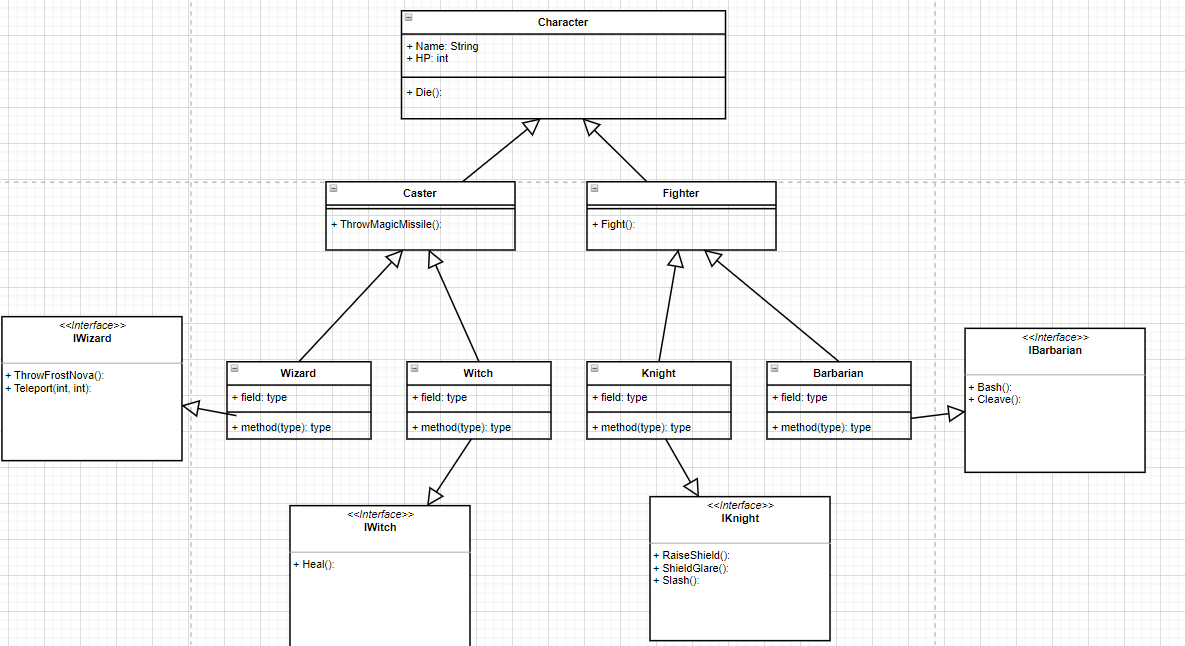 Character
+ Name: String
+ HP: int
+ Die():
Caster
+ ThrowMagicMissile():
Fighter
+ Fight():
<<Interface>>
IWizard
+ ThrowFrostNova():
+ Teleport(int, int):
Wizard
+ field: type
+ method(type): type
Witch
+ field: type
+ method(type): type
Knight
+ field: type
+ method(type): type
Barbarian
+ field: type
+ method(type): type
<<Interface>>
IBarbarian
+ Bash():
+ Cleave():
<<Interface>>
IWitch
+ Heal():
<<Interface>>
IKnight
+ RaiseShield():
+ ShieldGlare():
+ Slash():